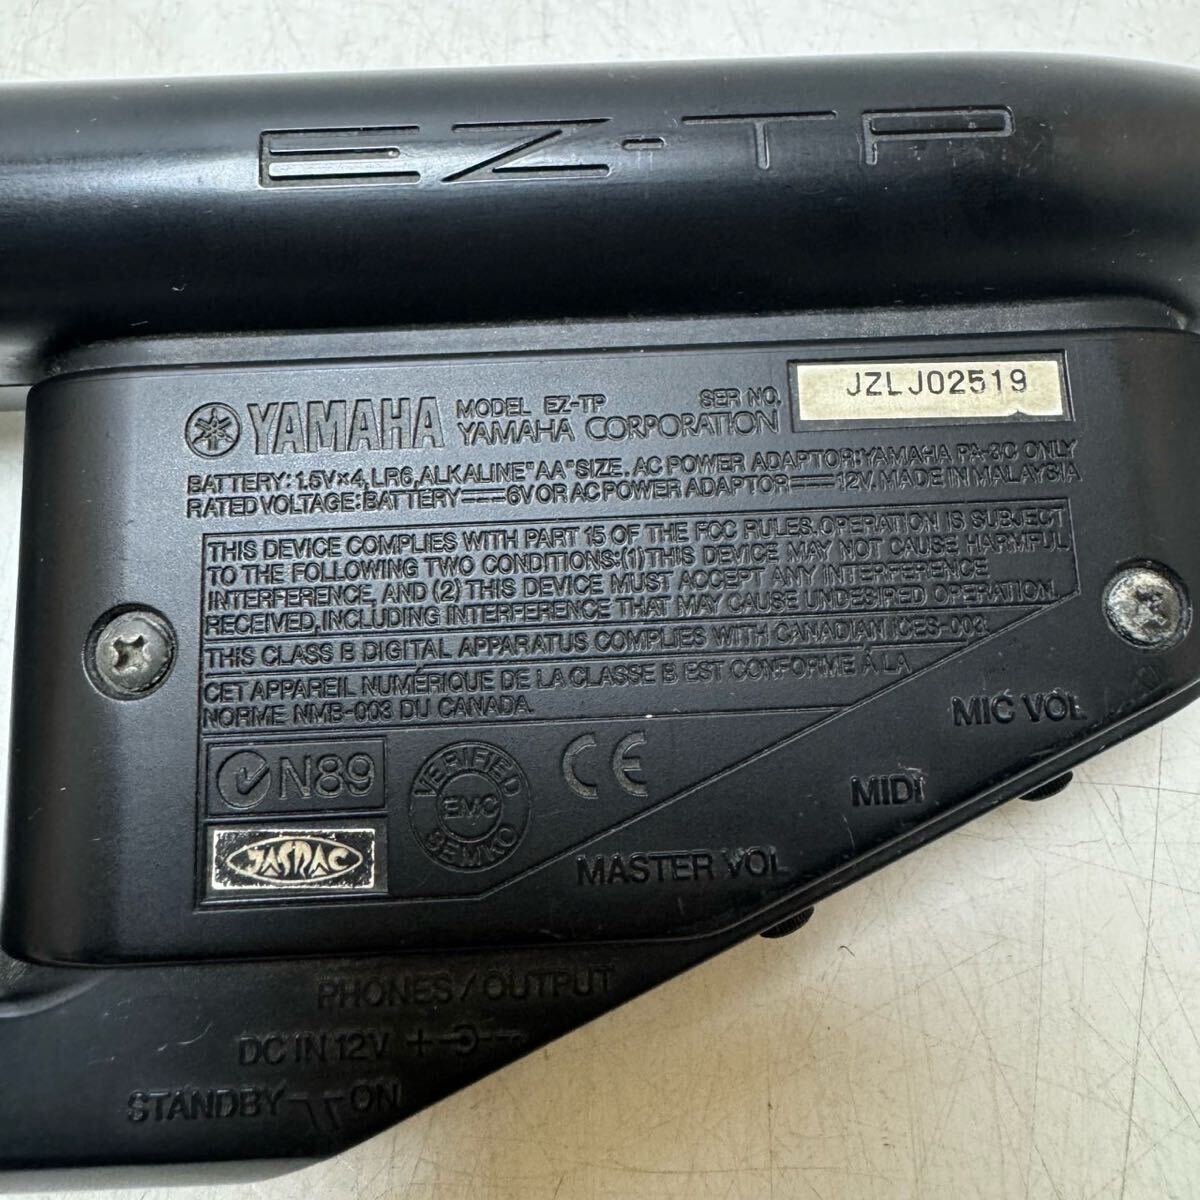 EZ-TP
YAMAHA MODEL EZ-TP SER NO. JZLJ02519
YAMAHA CORPORATION
BATTERY: 1.5V×4, LR6, ALKALINE "AA" SIZE. AC POWER ADAPTOR: YAMAHA PA-3C ONLY
RATED VOLTAGE: BATTERY 6V OR AC POWER ADAPTOR 12V. MADE IN MALAYSIA
THIS DEVICE COMPLIES WITH PART 15 OF THE FCC RULES. OPERATION IS SUBJECT
TO THE FOLLOWING TWO CONDITIONS:(1) THIS DEVICE MAY NOT CAUSE HARMFUL
INTERFERENCE, AND (2) THIS DEVICE MUST ACCEPT ANY INTERFERENCE
RECEIVED, INCLUDING INTERFERENCE THAT MAY CAUSE UNDESIRED OPERATION.
THIS CLASS B DIGITAL APPARATUS COMPLIES WITH CANADIAN ICES-003.
CET APPAREIL NUMÉRIQUE DE LA CLASSE B EST CONFORME À LA
NORME NMB-003 DU CANADA.
N89
VERIFIED
EMC
SEMKO
CE
JASRAC
MIC VOL
MIDI
MASTER VOL
PHONES/OUTPUT
DC IN 12V + -
STANDBY ON